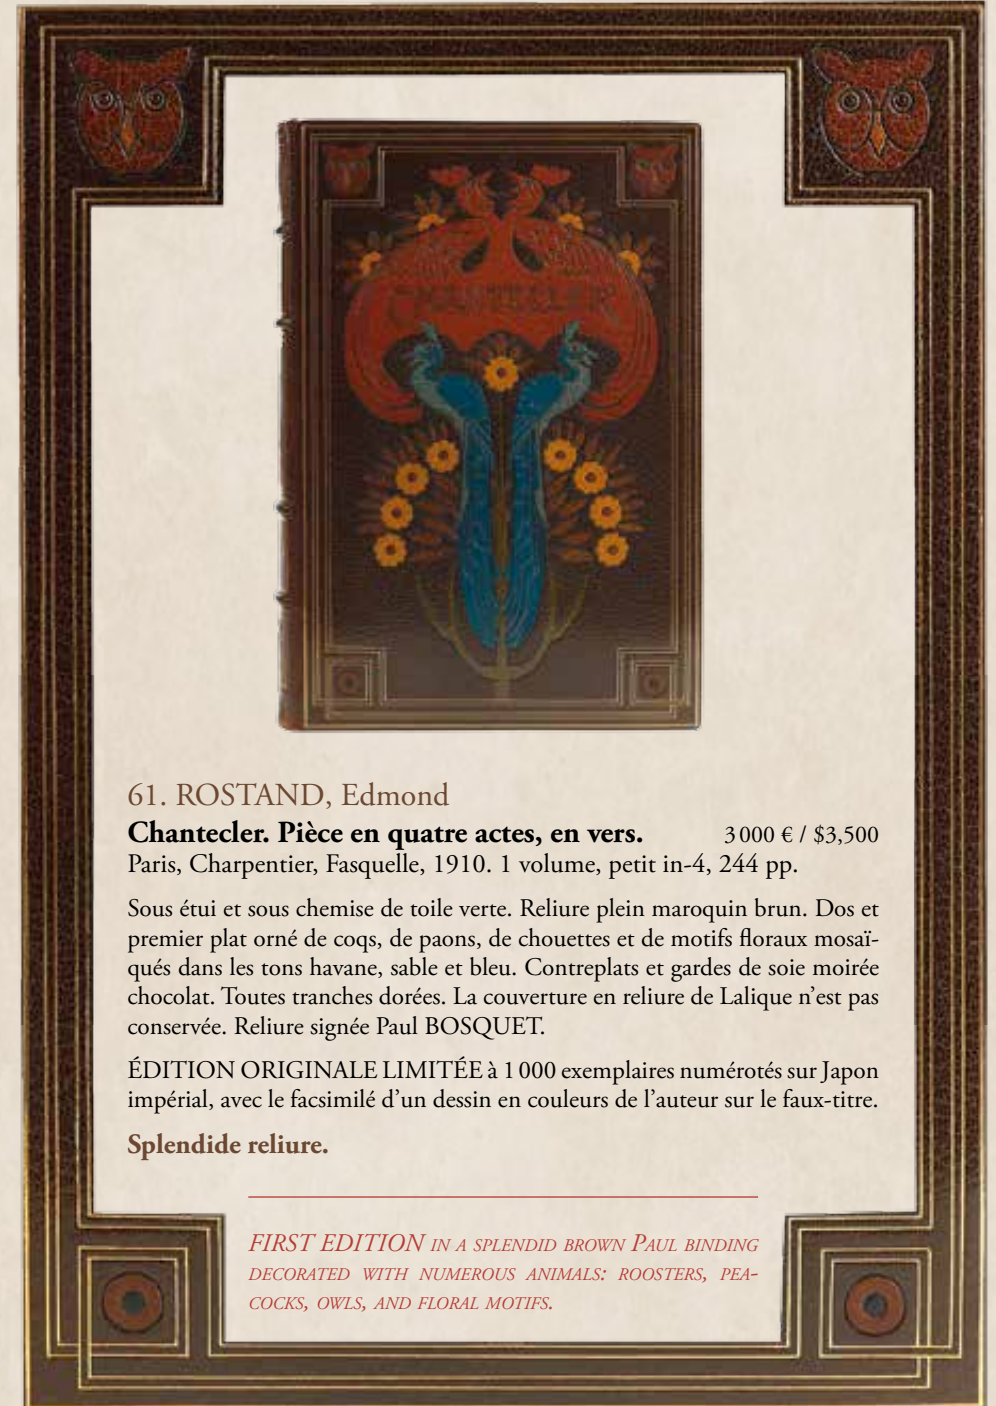 CHANTECLER
61. ROSTAND, Edmond
Chantecler. Pièce en quatre actes, en vers. 3 000 € / $3,500
Paris, Charpentier, Fasquelle, 1910. 1 volume, petit in-4, 244 pp.
Sous étui et sous chemise de toile verte. Reliure plein maroquin brun. Dos et
premier plat orné de coqs, de paons, de chouettes et de motifs floraux mosaï-
qués dans les tons havane, sable et bleu. Contreplats et gardes de soie moirée
chocolat. Toutes tranches dorées. La couverture en reliure de Lalique n’est pas
conservée. Reliure signée Paul BOSQUET.
ÉDITION ORIGINALE LIMITÉE à 1 000 exemplaires numérotés sur Japon
impérial, avec le facsimilé d’un dessin en couleurs de l’auteur sur le faux-titre.
Splendide reliure.
FIRST EDITION IN A SPLENDID BROWN PAUL BINDING
DECORATED WITH NUMEROUS ANIMALS: ROOSTERS, PEA-
COCKS, OWLS, AND FLORAL MOTIFS.